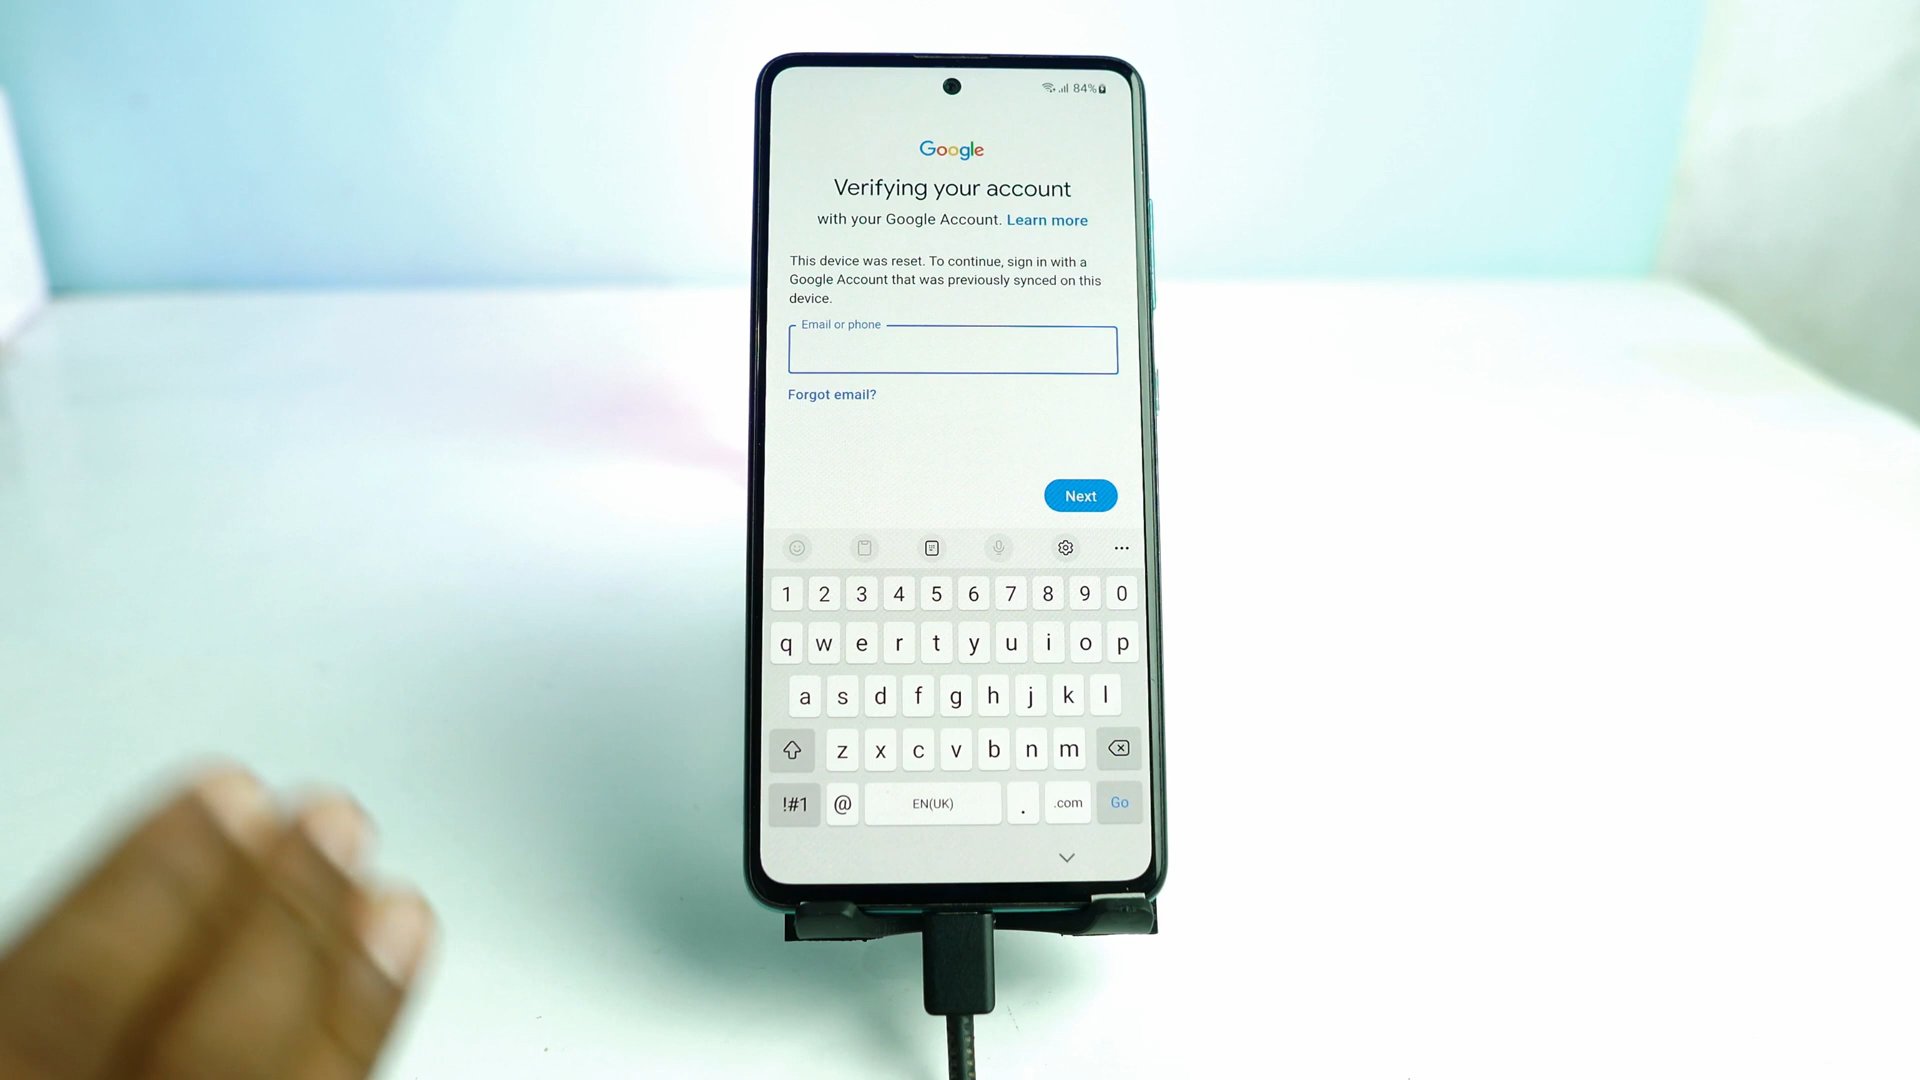 84%
Google
Verifying your account
with your Google Account. Learn more
This device was reset. To continue, sign in with a
Google Account that was previously synced on this
device.
Email or phone
Forgot email?
Next
1 2 3 4 5 6 7 8 9 0
q w e r t y u i o p
a s d f g h j k l
z x c v b n m
!#1 @ EN(UK) . .com Go